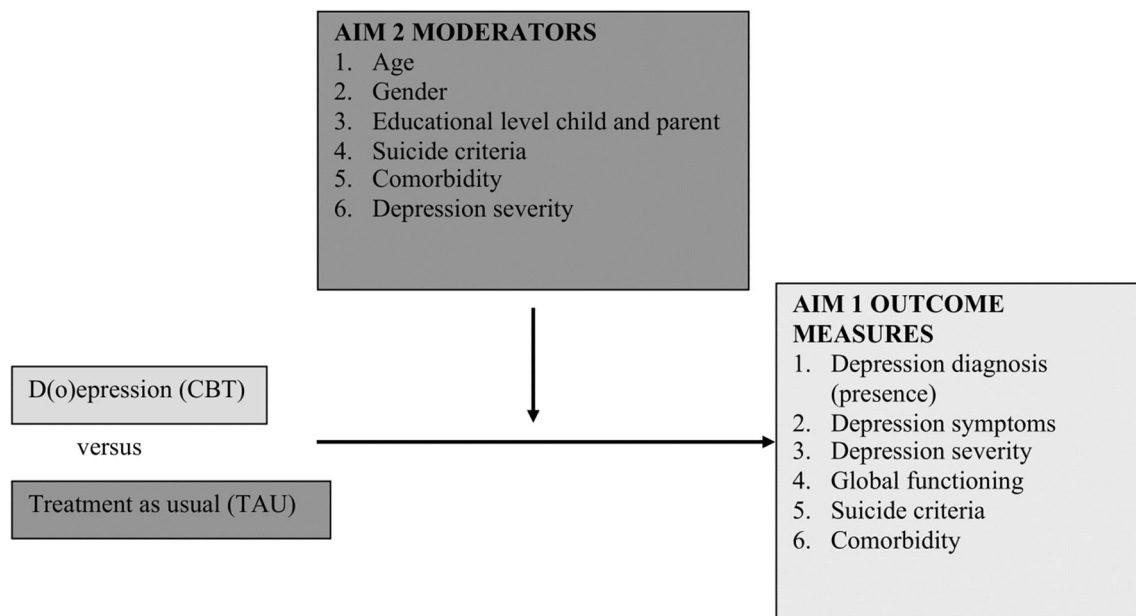 AIM 2 MODERATORS
1. Age
2. Gender
3. Educational level child and parent
4. Suicide criteria
5. Comorbidity
6. Depression severity
D(o)epression (CBT)
versus
Treatment as usual (TAU)
AIM 1 OUTCOME
MEASURES
1. Depression diagnosis
(presence)
2. Depression symptoms
3. Depression severity
4. Global functioning
5. Suicide criteria
6. Comorbidity